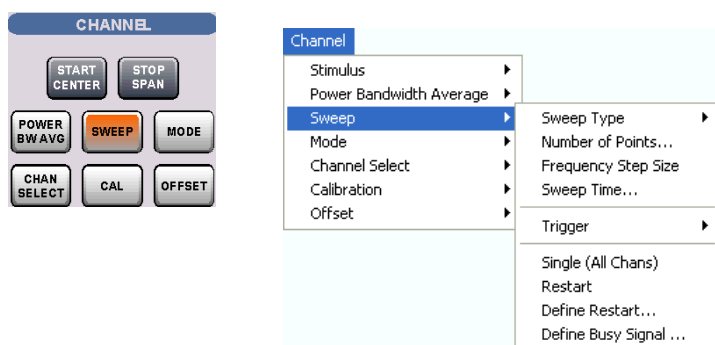 CHANNEL
START
CENTER
STOP
SPAN
POWER
BW AVG
SWEEP
MODE
CHAN
SELECT
CAL
OFFSET
Channel
Stimulus
Power Bandwidth Average
Sweep
Mode
Channel Select
Calibration
Offset
Sweep Type
Number of Points...
Frequency Step Size
Sweep Time...
Trigger
Single (All Chans)
Restart
Define Restart...
Define Busy Signal ...